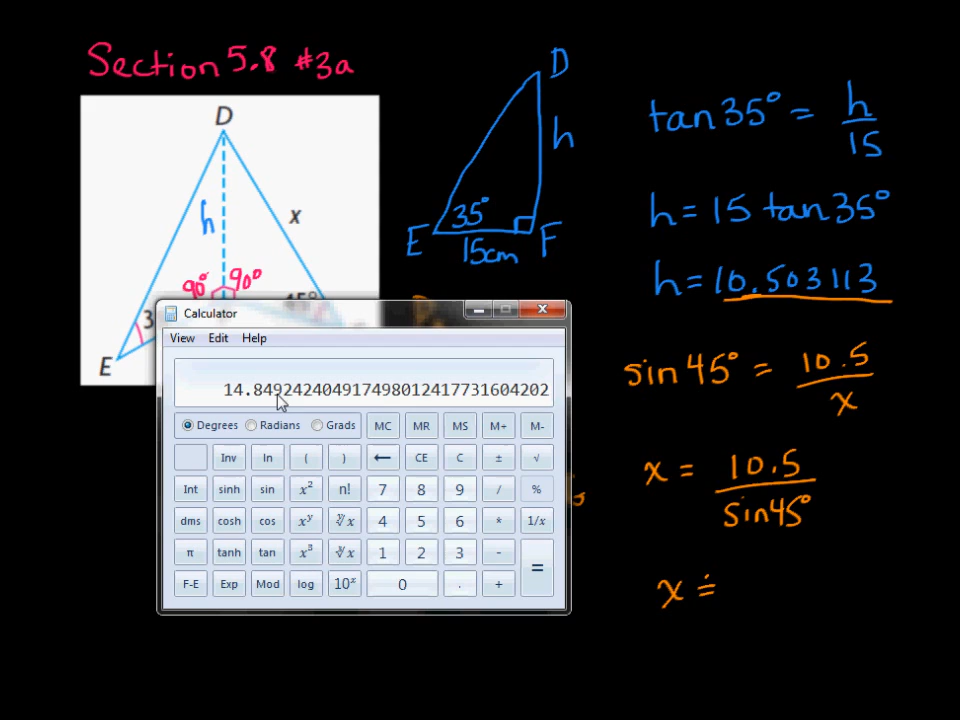 Section 5.8 #3a
D
h
x
90° 90°
45°
3
E
D
h
35°
E
F
15cm
tan 35° = h/15
h = 15 tan 35°
h = 10.503113
sin 45° = 10.5/x
x = 10.5/sin45°
x ≐
Calculator
View Edit Help
14.849242404917498012417731604202
Degrees Radians Grads MC MR MS M+ M-
Inv ln ( ) ← CE C ± √
Int sinh sin x² n! 7 8 9 / %
dms cosh cos xʸ ʸ√x 4 5 6 * 1/x
π tanh tan x³ ³√x 1 2 3 - =
F-E Exp Mod log 10ˣ 0 . +